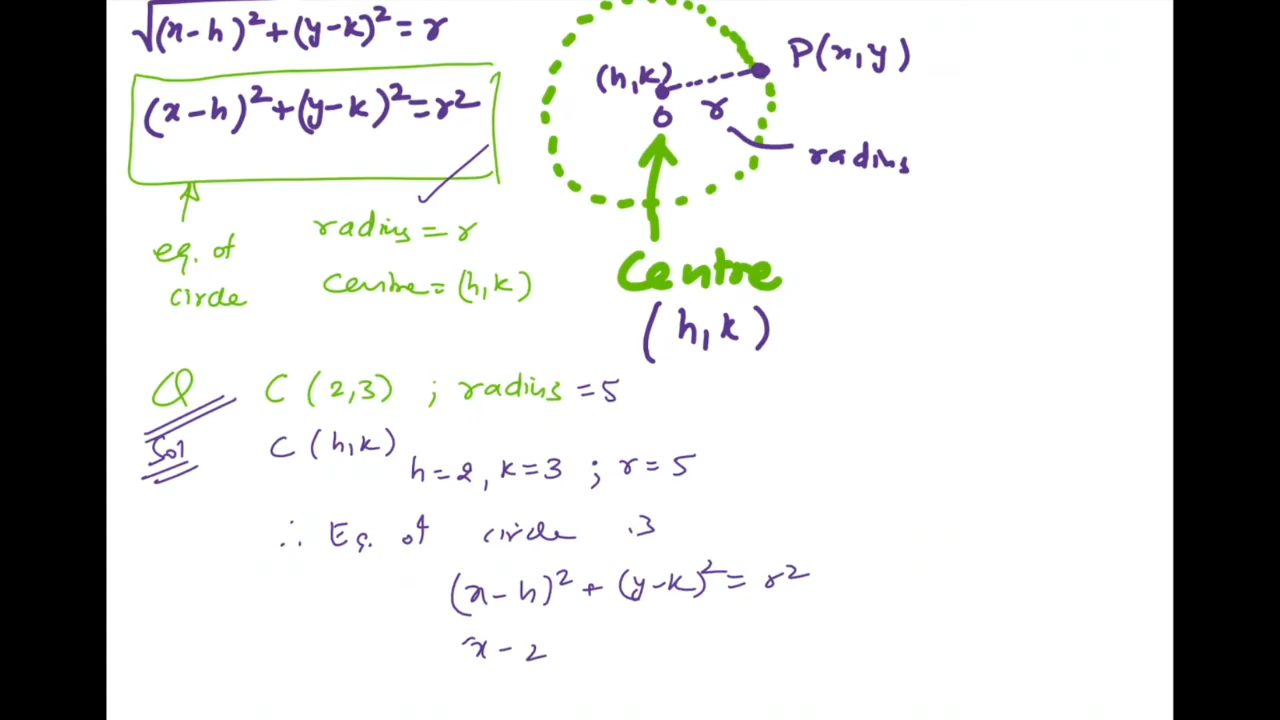 √(x-h)²+(y-k)² = r
(x-h)²+(y-k)²=r²
eq. of
circle
radius = r
centre = (h,k)
(h,k)
O
r
P(x,y)
radius
Centre
(h,k)
Q C (2,3) ; radius = 5
Sol C (h,k)
h=2, k=3 ; r=5
∴ Eq. of circle is
(x-h)² + (y-k)² = r²
x - 2